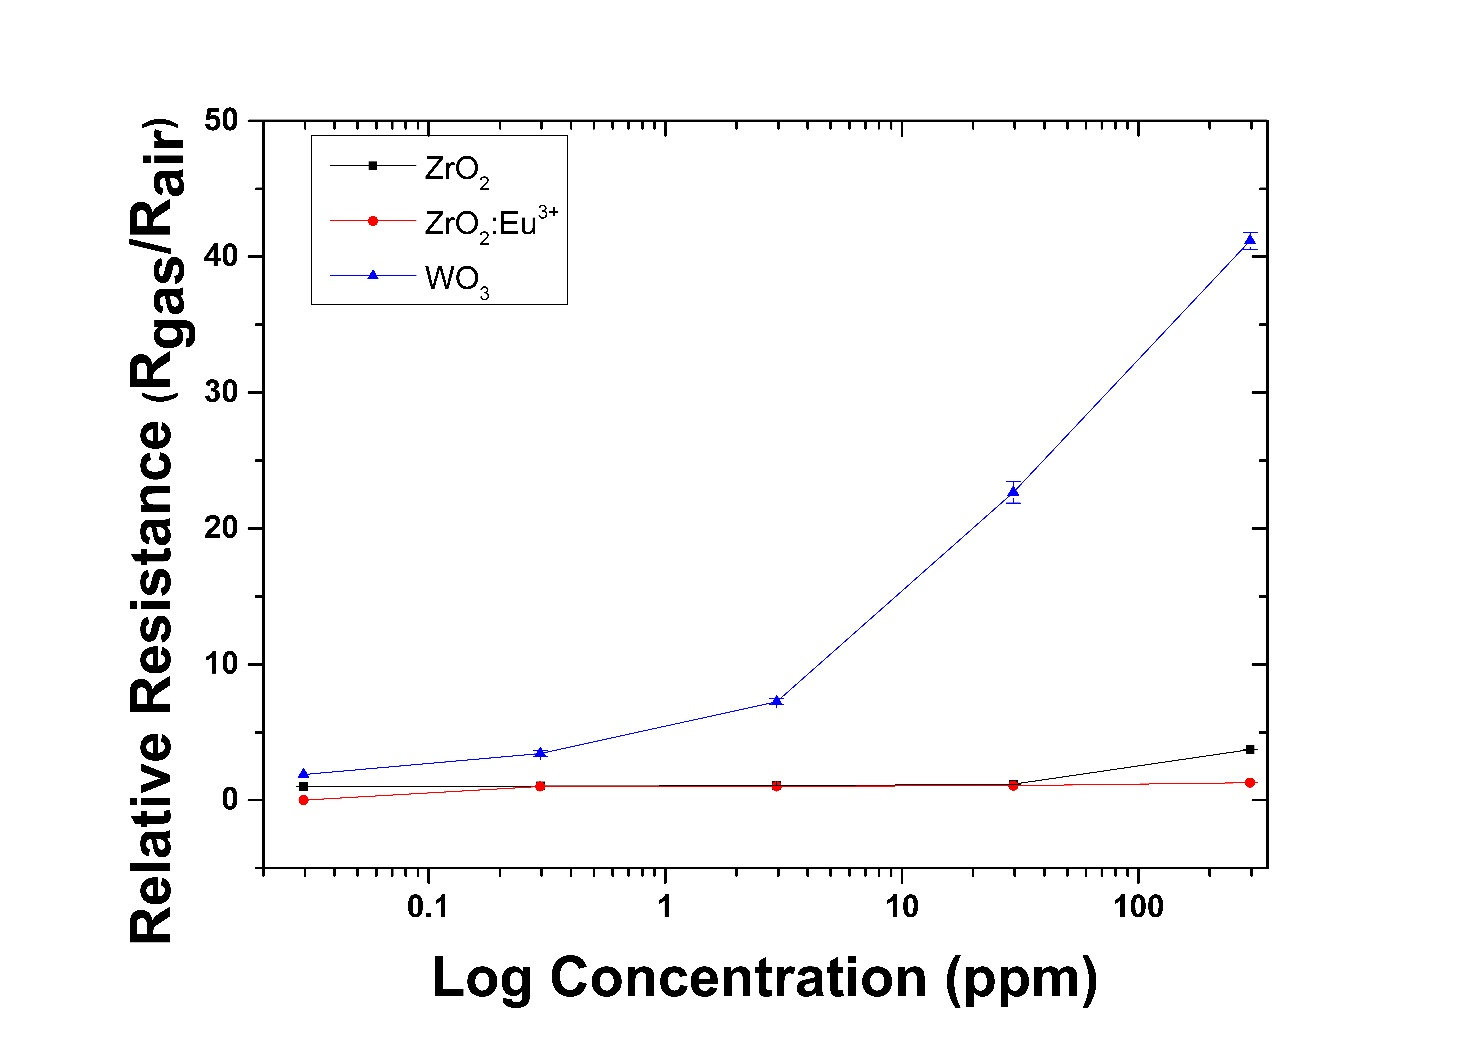 50
40
30
20
10
0
ZrO₂
ZrO₂:Eu³⁺
WO₃
Relative Resistance (Rgas/Rair)
0.1 1 10 100
Log Concentration (ppm)